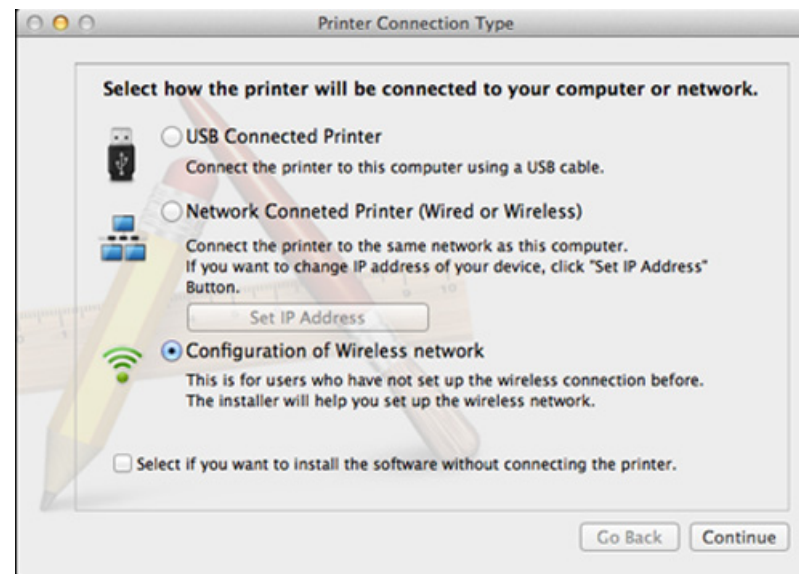 Printer Connection Type
Select how the printer will be connected to your computer or network.
USB Connected Printer
Connect the printer to this computer using a USB cable.
Network Conneted Printer (Wired or Wireless)
Connect the printer to the same network as this computer.
If you want to change IP address of your device, click "Set IP Address"
Button.
Set IP Address
Configuration of Wireless network
This is for users who have not set up the wireless connection before.
The installer will help you set up the wireless network.
Select if you want to install the software without connecting the printer.
Go Back Continue